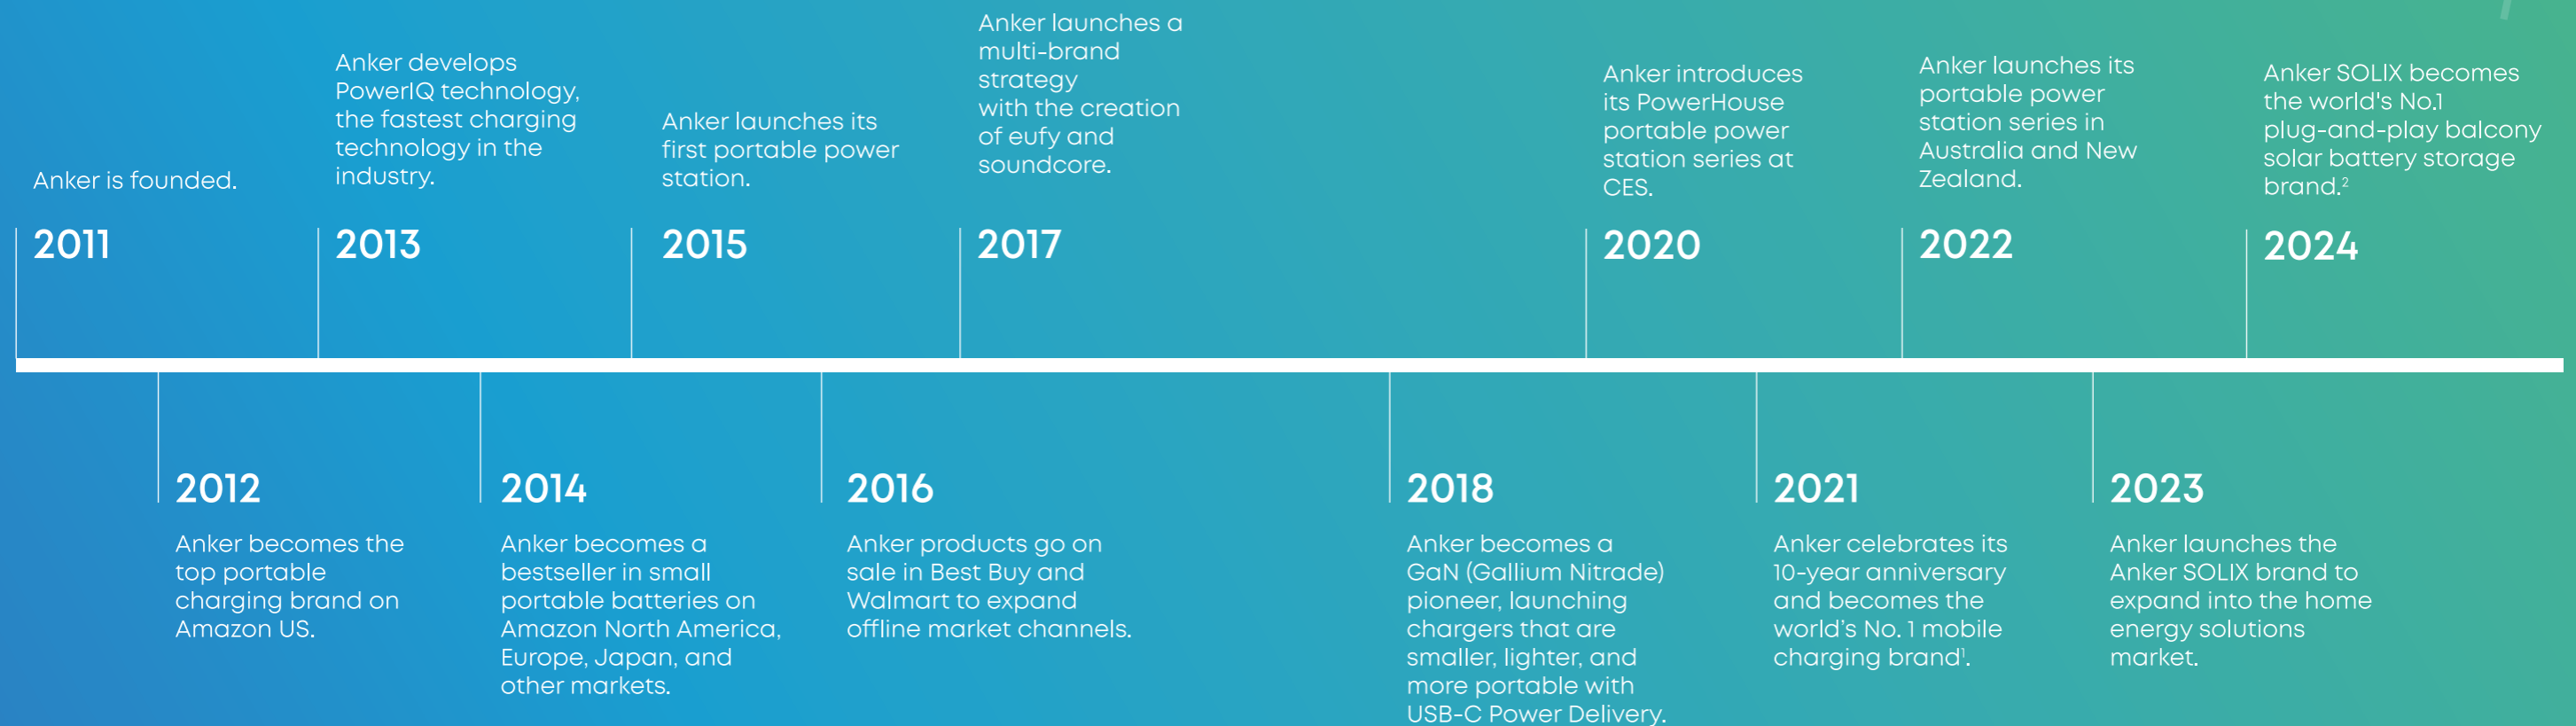 Anker is founded.
2011
Anker develops
PowerIQ technology,
the fastest charging
technology in the
industry.
2013
Anker launches its
first portable power
station.
2015
Anker launches a
multi-brand
strategy
with the creation
of eufy and
soundcore.
2017
Anker introduces
its PowerHouse
portable power
station series at
CES.
2020
Anker launches its
portable power
station series in
Australia and New
Zealand.
2022
Anker SOLIX becomes
the world's No.1
plug-and-play balcony
solar battery storage
brand.²
2024
2012
Anker becomes the
top portable
charging brand on
Amazon US.
2014
Anker becomes a
bestseller in small
portable batteries on
Amazon North America,
Europe, Japan, and
other markets.
2016
Anker products go on
sale in Best Buy and
Walmart to expand
offline market channels.
2018
Anker becomes a
GaN (Gallium Nitrade)
pioneer, launching
chargers that are
smaller, lighter, and
more portable with
USB-C Power Delivery.
2021
Anker celebrates its
10-year anniversary
and becomes the
world’s No. 1 mobile
charging brand¹.
2023
Anker launches the
Anker SOLIX brand to
expand into the home
energy solutions
market.